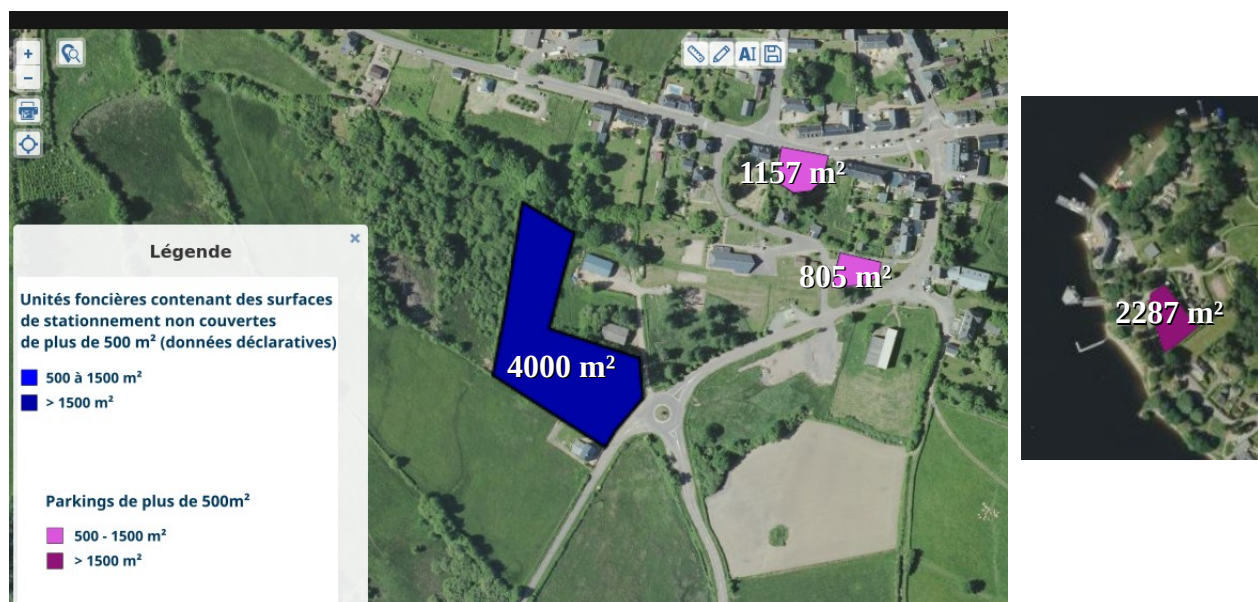 +
AI
−
1157 m²
Légende ×
805 m²
Unités foncières contenant des surfaces
de stationnement non couvertes
de plus de 500 m² (données déclaratives)
2287 m²
500 à 1500 m²
4000 m²
> 1500 m²
Parkings de plus de 500m²
500 - 1500 m²
> 1500 m²